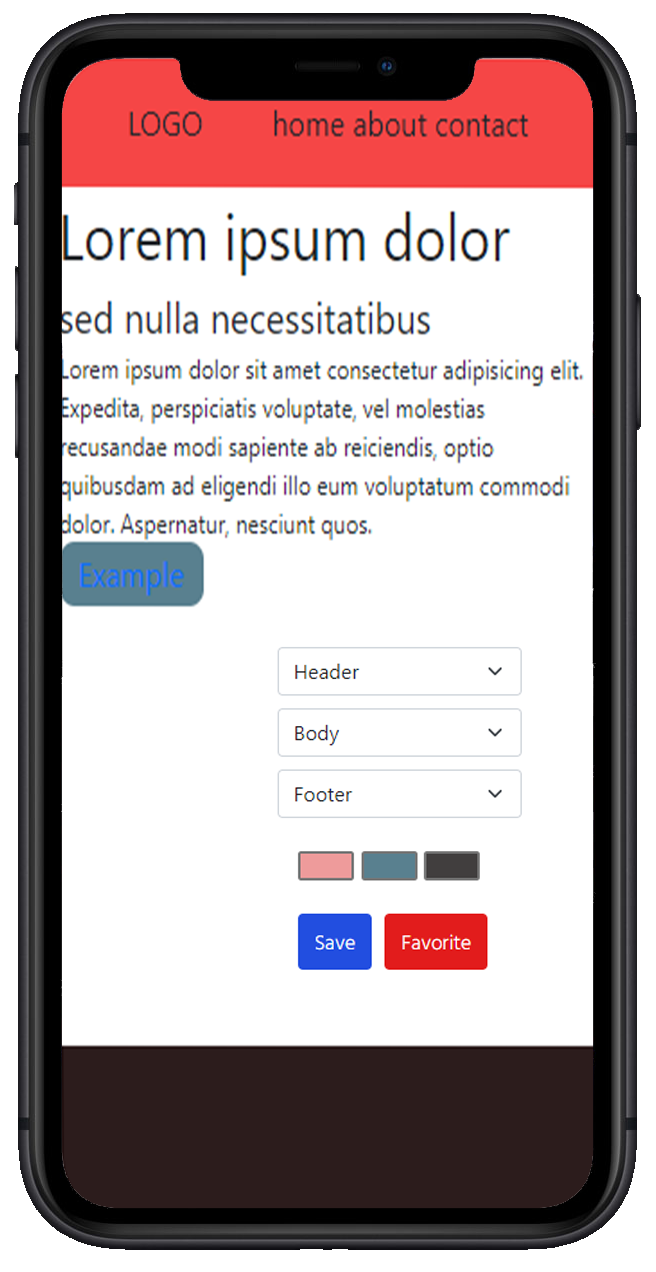 LOGO home about contact
Lorem ipsum dolor
sed nulla necessitatibus
Lorem ipsum dolor sit amet consectetur adipisicing elit.
Expedita, perspiciatis voluptate, vel molestias
recusandae modi sapiente ab reiciendis, optio
quibusdam ad eligendi illo eum voluptatum commodi
dolor. Aspernatur, nesciunt quos.
Example
Header
Body
Footer
Save Favorite